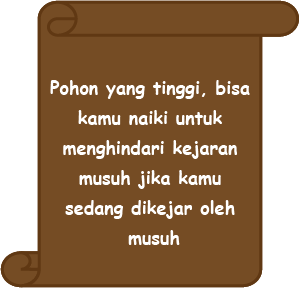 Pohon yang tinggi, bisa
kamu naiki untuk
menghindari kejaran
musuh jika kamu
sedang dikejar oleh
musuh